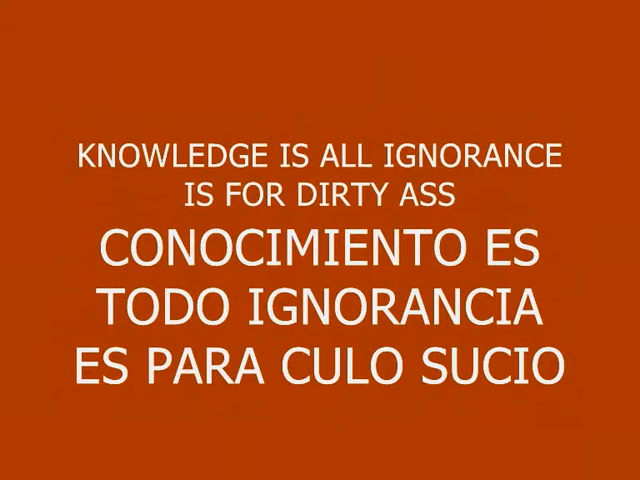 KNOWLEDGE IS ALL IGNORANCE
IS FOR DIRTY ASS
CONOCIMIENTO ES
TODO IGNORANCIA
ES PARA CULO SUCIO